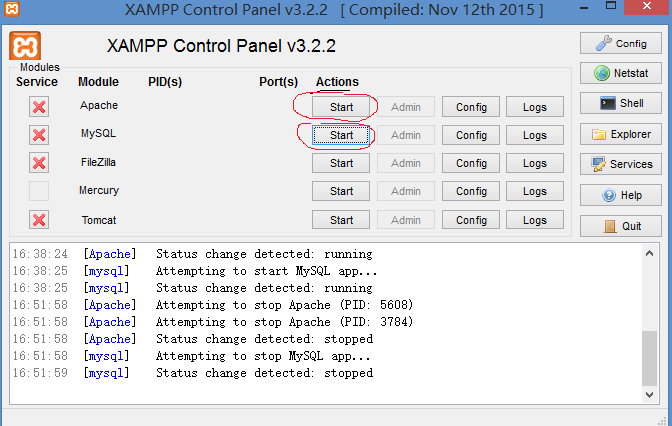 XAMPP Control Panel v3.2.2 [ Compiled: Nov 12th 2015 ]
XAMPP Control Panel v3.2.2
Config
Modules
Service Module PID(s) Port(s) Actions
Netstat
Apache Start Admin Config Logs
Shell
MySQL Start Admin Config Logs
Explorer
FileZilla Start Admin Config Logs
Services
Mercury Start Admin Config Logs
Help
Tomcat Start Admin Config Logs
Quit
16:38:24 [Apache] Status change detected: running
16:38:25 [mysql] Attempting to start MySQL app...
16:38:25 [mysql] Status change detected: running
16:51:58 [Apache] Attempting to stop Apache (PID: 5608)
16:51:58 [Apache] Attempting to stop Apache (PID: 3784)
16:51:58 [Apache] Status change detected: stopped
16:51:58 [mysql] Attempting to stop MySQL app...
16:51:59 [mysql] Status change detected: stopped